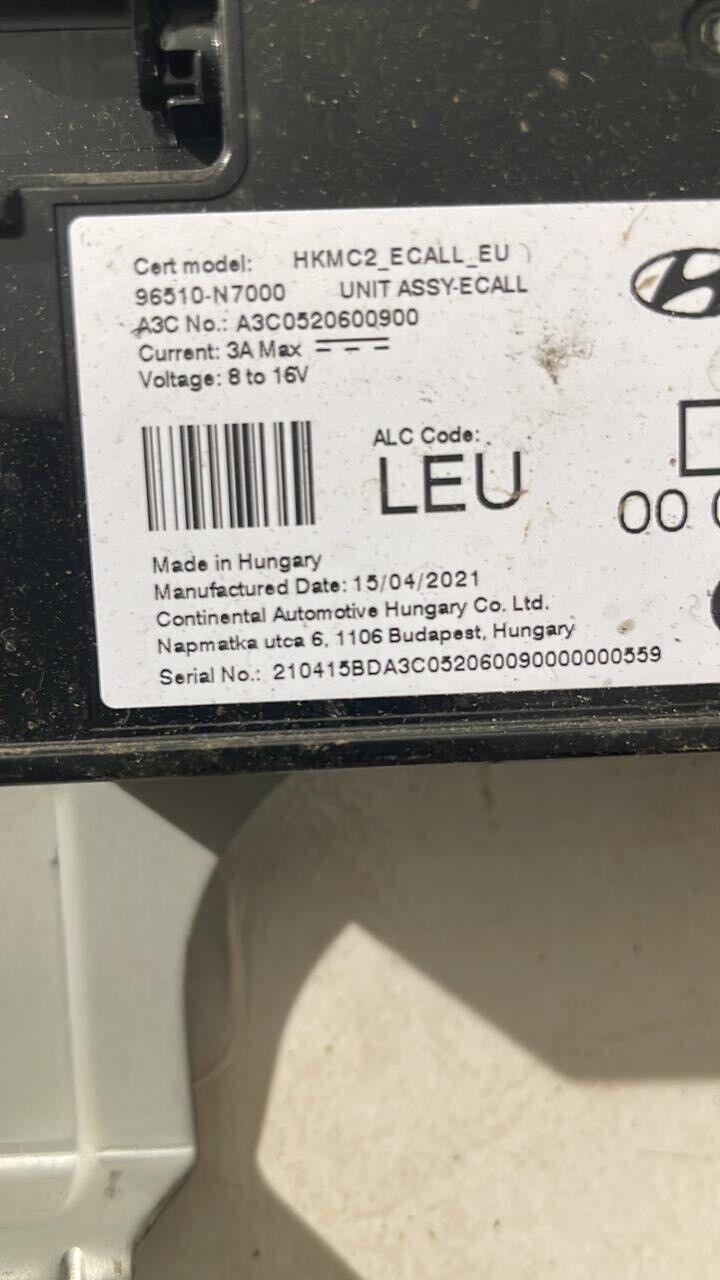 Cert model: HKMC2_ECALL_EU
96510-N7000 UNIT ASSY-ECALL
A3C No.: A3C0520600900
Current: 3A Max
Voltage: 8 to 16V
ALC Code:
LEU
00
Made in Hungary
Manufactured Date: 15/04/2021
Continental Automotive Hungary Co. Ltd.
Napmatka utca 6, 1106 Budapest, Hungary
Serial No.: 210415BDA3C052060090000000559